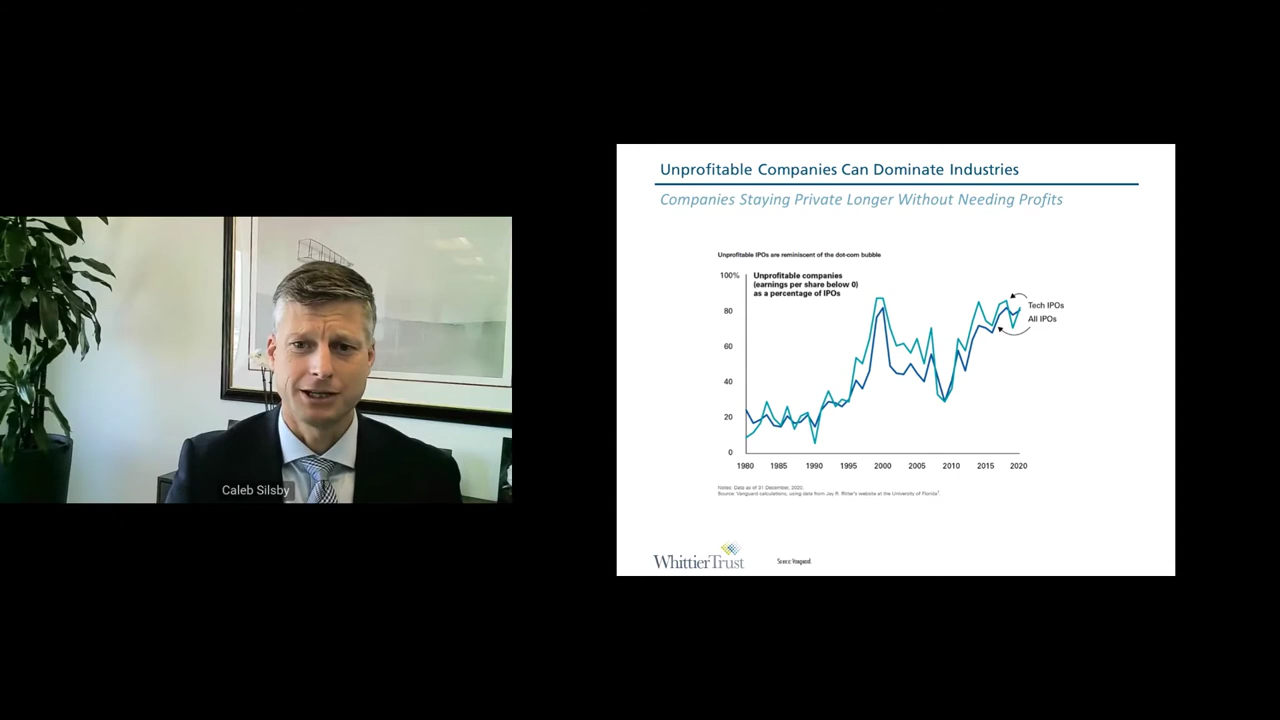 Unprofitable Companies Can Dominate Industries
Companies Staying Private Longer Without Needing Profits
Unprofitable IPOs are reminiscent of the dot-com bubble
100%
Unprofitable companies
(earnings per share below 0)
as a percentage of IPOs
80
60
40
20
0
Tech IPOs
All IPOs
1980 1985 1990 1995 2000 2005 2010 2015 2020
Notes: Data as of 31 December, 2020.
Source: Vanguard calculations, using data from Jay R. Ritter's website at the University of Florida¹.
WhittierTrust
Source: Vanguard.
Caleb Silsby